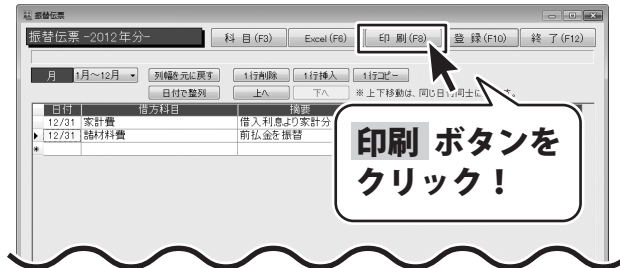 振替伝票
振替伝票 −2012年分− 科 目(F3) Excel(F6) 印 刷(F8) 登 録(F10) 終 了(F12)
月 1月～12月 列幅を元に戻す 1行削除 1行挿入 1行コピー
日付で整列 上へ 下へ ※上下移動は、同じ日付同士に
日付 借方科目 摘要
12/31 家計費 借入利息より家計分
12/31 諸材料費 前払金を振替
印刷 ボタンを
クリック！